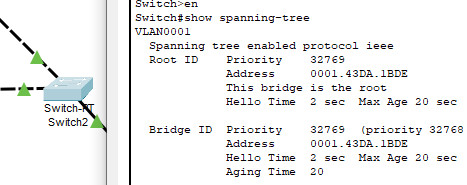 Switch>en
Switch#show spanning-tree
VLAN0001
Spanning tree enabled protocol ieee
Root ID Priority 32769
Address 0001.43DA.1BDE
This bridge is the root
Hello Time 2 sec Max Age 20 sec
Bridge ID Priority 32769 (priority 32768
Address 0001.43DA.1BDE
Hello Time 2 sec Max Age 20 sec
Aging Time 20
Switch-PT
Switch2